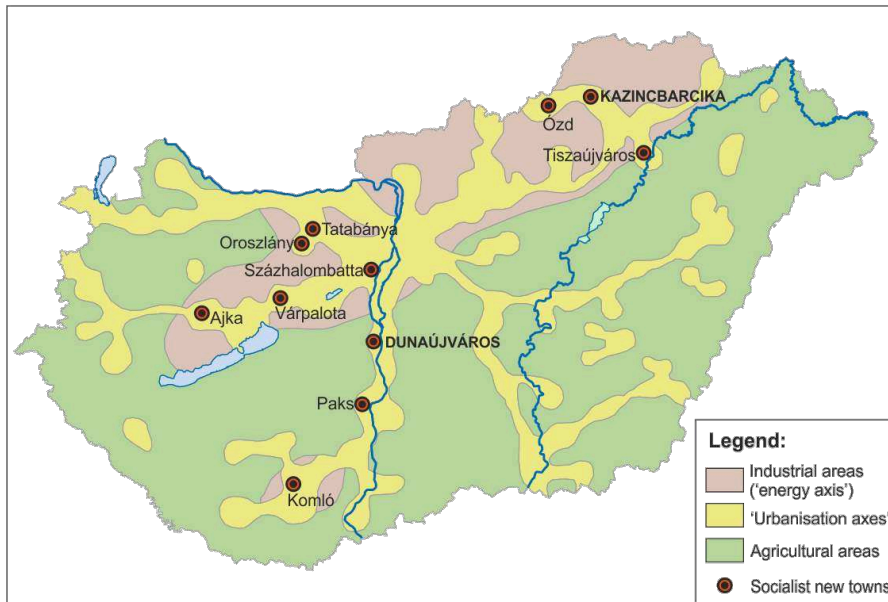 KAZINCBARCIKA
Ózd
Tiszaújváros
Tatabánya
Oroszlány
Százhalombatta
Várpalota
Ajka
DUNAÚJVÁROS
Paks
Komló
Legend:
Industrial areas
('energy axis')
'Urbanisation axes'
Agricultural areas
Socialist new towns